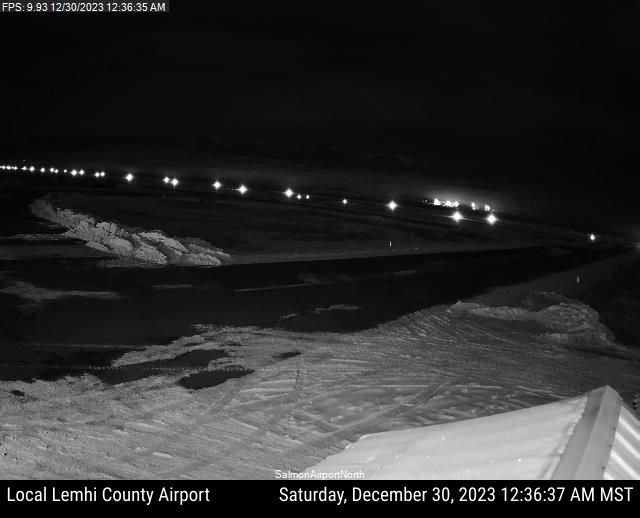 FPS: 9.93 12/30/2023 12:36:35 AM
SalmonAirportNorth
Local Lemhi County Airport Saturday, December 30, 2023 12:36:37 AM MST